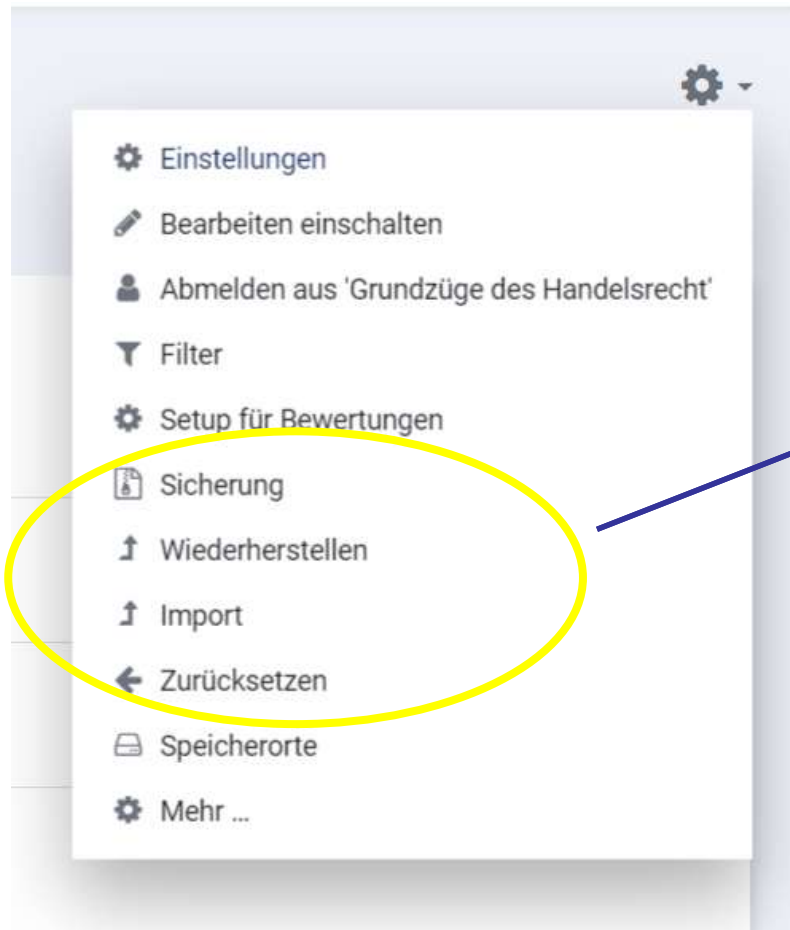 Einstellungen
Bearbeiten einschalten
Abmelden aus 'Grundzüge des Handelsrecht'
Filter
Setup für Bewertungen
Sicherung
Wiederherstellen
Import
Zurücksetzen
Speicherorte
Mehr ...